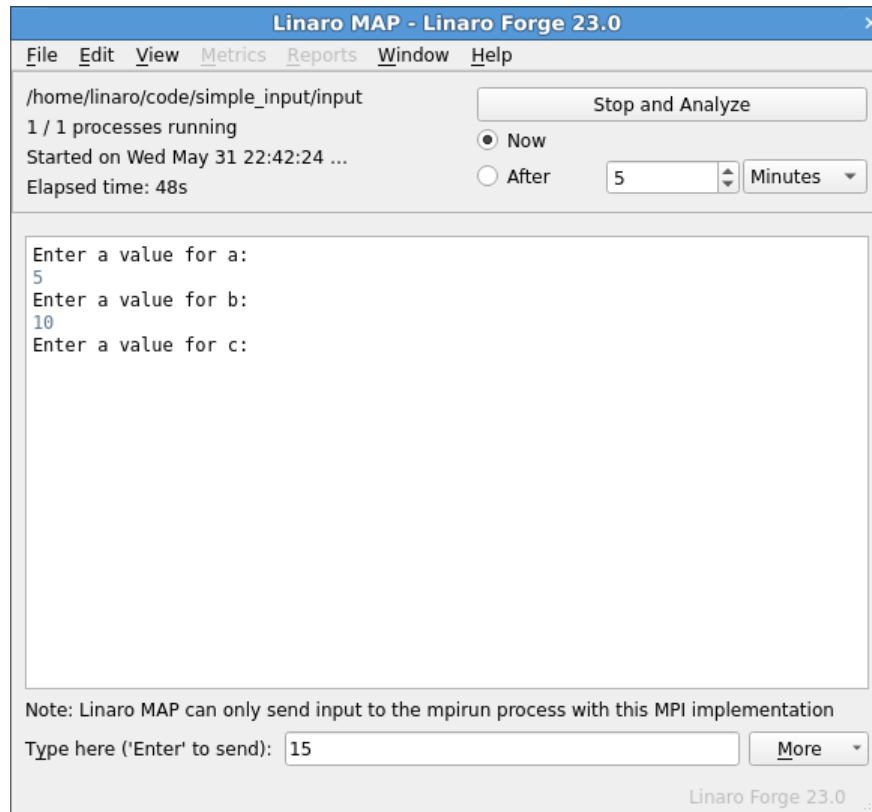 Linaro MAP - Linaro Forge 23.0
File Edit View Metrics Reports Window Help
/home/linaro/code/simple_input/input
1 / 1 processes running
Started on Wed May 31 22:42:24 ...
Elapsed time: 48s
Stop and Analyze
Now
After 5 Minutes
Enter a value for a:
5
Enter a value for b:
10
Enter a value for c:
Note: Linaro MAP can only send input to the mpirun process with this MPI implementation
Type here ('Enter' to send): 15 More
Linaro Forge 23.0